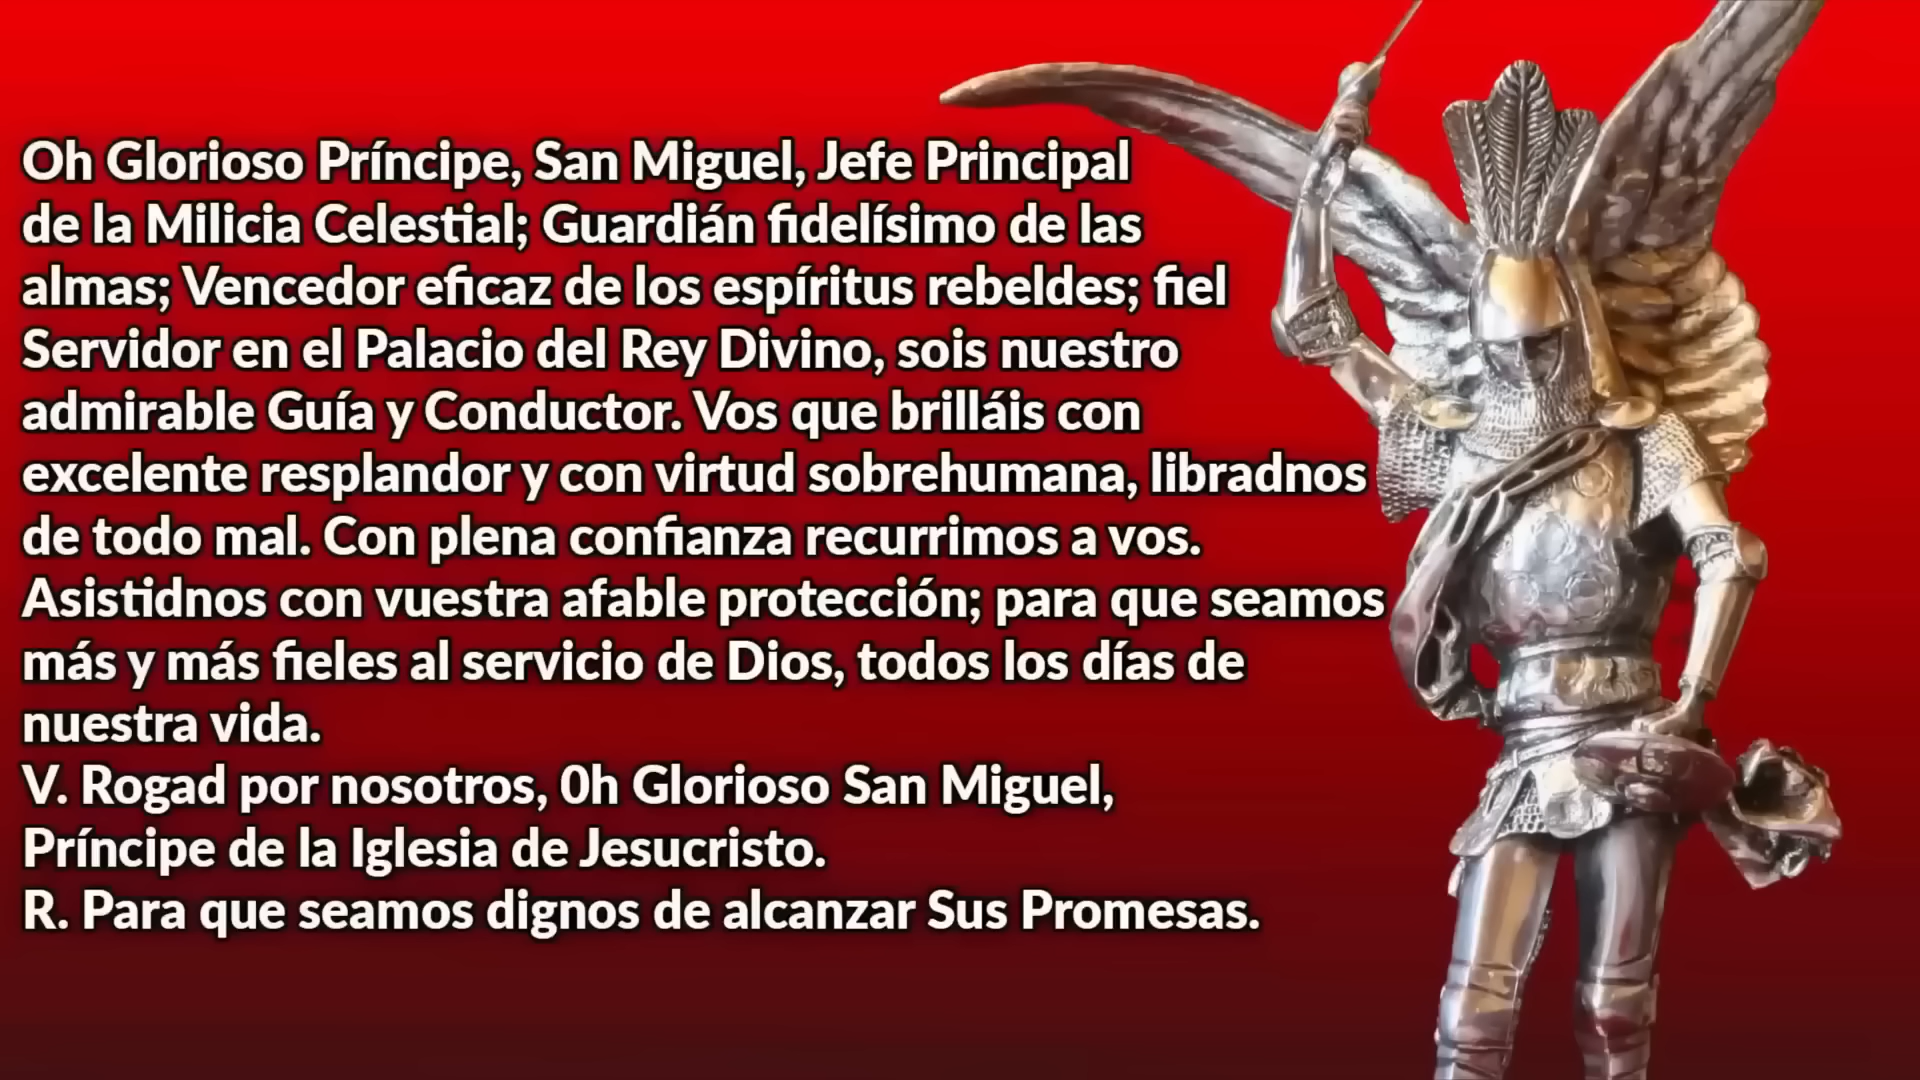 Oh Glorioso Príncipe, San Miguel, Jefe Principal
de la Milicia Celestial; Guardián fidelísimo de las
almas; Vencedor eficaz de los espíritus rebeldes; fiel
Servidor en el Palacio del Rey Divino, sois nuestro
admirable Guía y Conductor. Vos que brilláis con
excelente resplandor y con virtud sobrehumana, libradnos
de todo mal. Con plena confianza recurrimos a vos.
Asistidnos con vuestra afable protección; para que seamos
más y más fieles al servicio de Dios, todos los días de
nuestra vida.
V. Rogad por nosotros, 0h Glorioso San Miguel,
Príncipe de la Iglesia de Jesucristo.
R. Para que seamos dignos de alcanzar Sus Promesas.